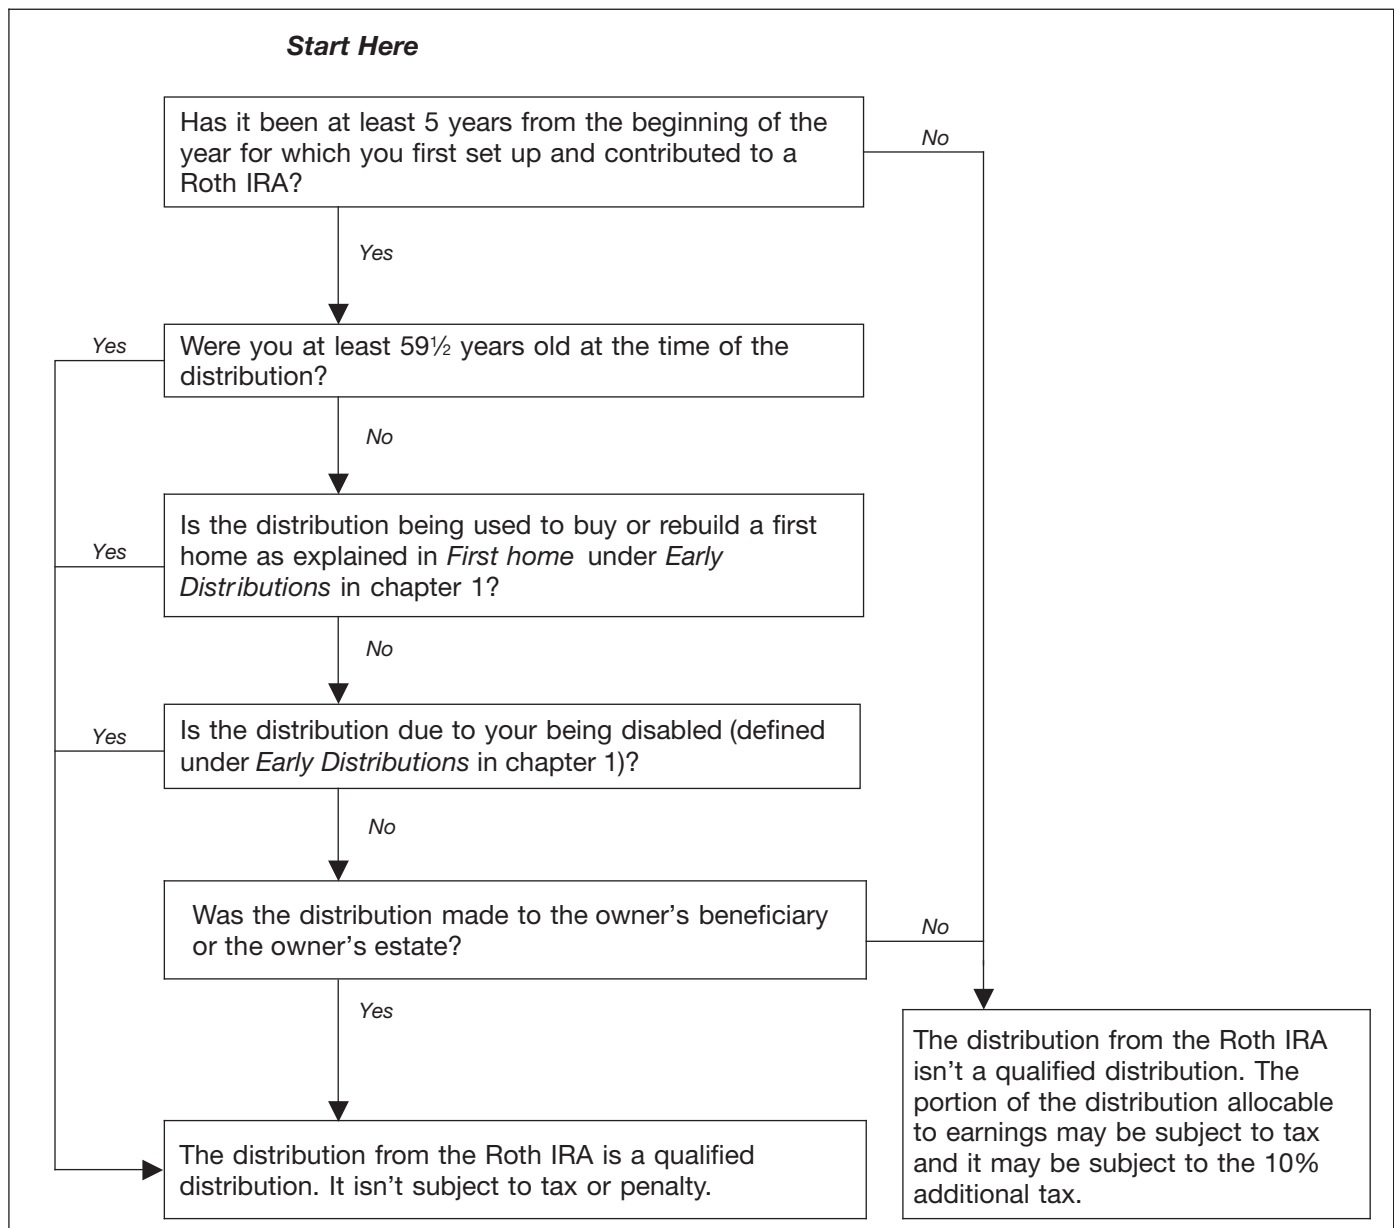 Start Here
Has it been at least 5 years from the beginning of the
year for which you first set up and contributed to a
Roth IRA?
No
Yes
Yes
Were you at least 59½ years old at the time of the
distribution?
No
Yes
Is the distribution being used to buy or rebuild a first
home as explained in First home under Early
Distributions in chapter 1?
No
Yes
Is the distribution due to your being disabled (defined
under Early Distributions in chapter 1)?
No
Was the distribution made to the owner’s beneficiary
or the owner’s estate?
No
Yes
The distribution from the Roth IRA is a qualified
distribution. It isn’t subject to tax or penalty.
The distribution from the Roth IRA
isn’t a qualified distribution. The
portion of the distribution allocable
to earnings may be subject to tax
and it may be subject to the 10%
additional tax.